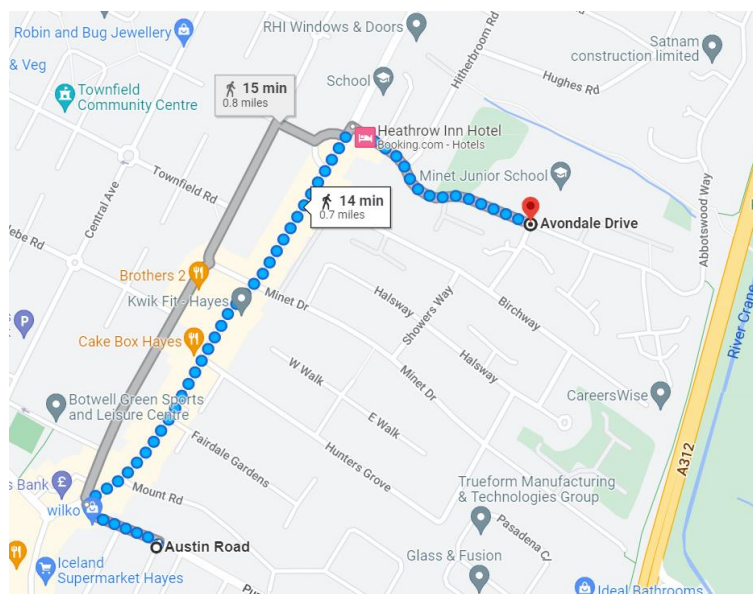 RHI Windows & Doors
Robin and Bug Jewellery
& Veg
Satnam
construction limited
Hitherbroom Rd
Hughes Rd
School
15 min
0.8 miles
Townfield
Community Centre
Heathrow Inn Hotel
Booking.com - Hotels
Minet Junior School
Townfield Rd
Central Ave
14 min
0.7 miles
Avondale Drive
Abbotswood Way
Brothers 2
Kwik Fit - Hayes
Minet Dr
Halsway
Showers Way
Birchway
River Crane
Cake Box Hayes
W Walk
Halsway
Minet Dr
CareersWise
Botwell Green Sports
and Leisure Centre
E Walk
Fairdale Gardens
Hunters Grove
A312
s Bank
Mount Rd
wilko
Trueform Manufacturing
& Technologies Group
Pasadena Cl
Austin Road
Iceland
Supermarket Hayes
Glass & Fusion
Ideal Bathrooms